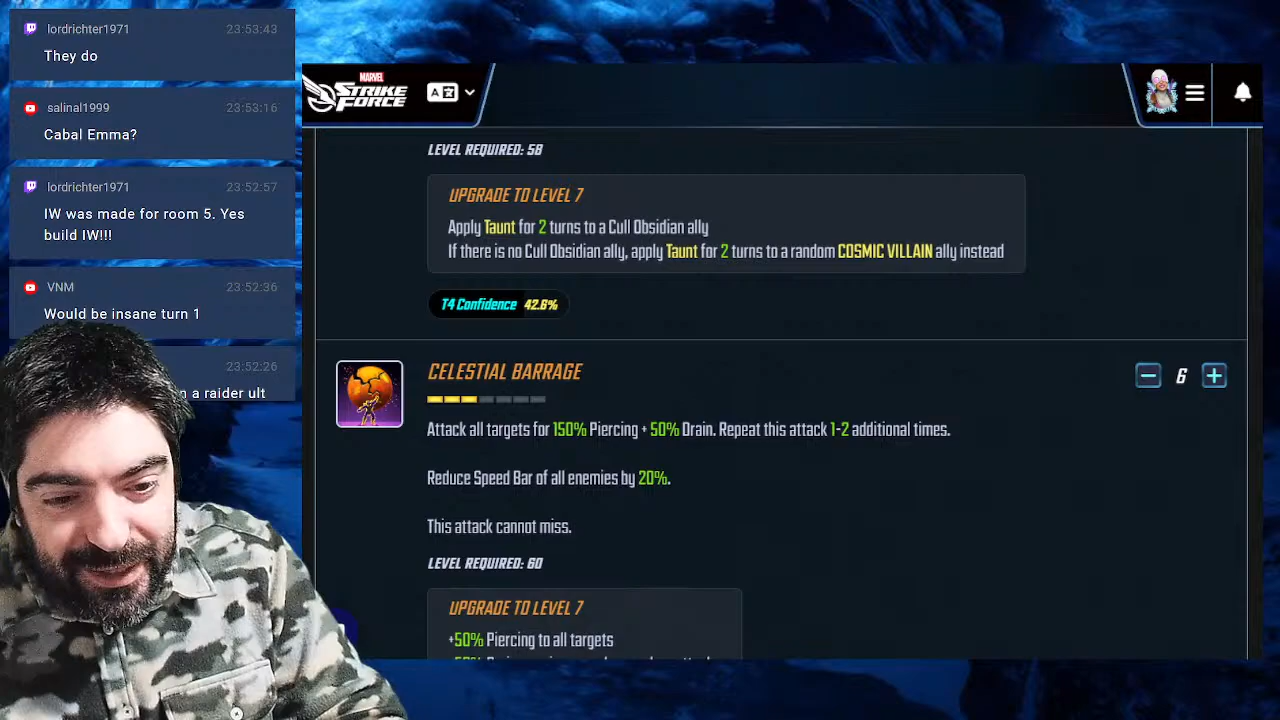 lordrichter1971 23:53:43
They do
salinal1999 23:53:16
Cabal Emma?
lordrichter1971 23:52:57
IW was made for room 5. Yes
build IW!!!
VNM 23:52:36
Would be insane turn 1
23:52:26
a raider ult
MARVEL
STRIKE
FORCE
A
LEVEL REQUIRED: 58
UPGRADE TO LEVEL 7
Apply Taunt for 2 turns to a Cull Obsidian ally
If there is no Cull Obsidian ally, apply Taunt for 2 turns to a random COSMIC VILLAIN ally instead
T4 Confidence 42.6%
CELESTIAL BARRAGE
− 6 +
Attack all targets for 150% Piercing + 50% Drain. Repeat this attack 1-2 additional times.
Reduce Speed Bar of all enemies by 20%.
This attack cannot miss.
LEVEL REQUIRED: 60
UPGRADE TO LEVEL 7
+50% Piercing to all targets